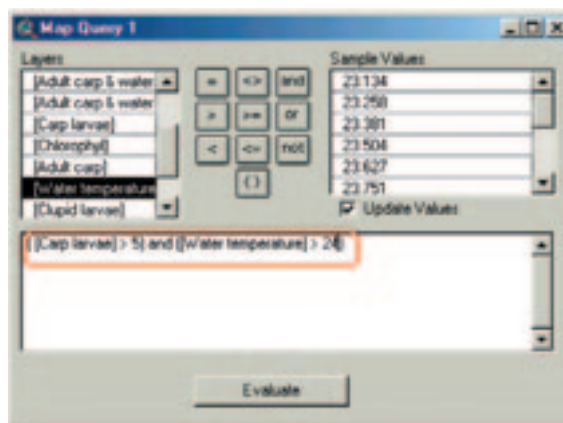 Map Query 1
Layers
Sample Values
[Adult carp & water
[Adult carp & water
[Carp larvae]
[Chlorophyl]
[Adult carp]
[Water temperature
[Clupid larvae]
= <> and
> >= or
< <= not
( )
23.134
23.258
23.381
23.504
23.627
23.751
Update Values
( [Carp larvae] > 5) and ([Water temperature] >
Evaluate